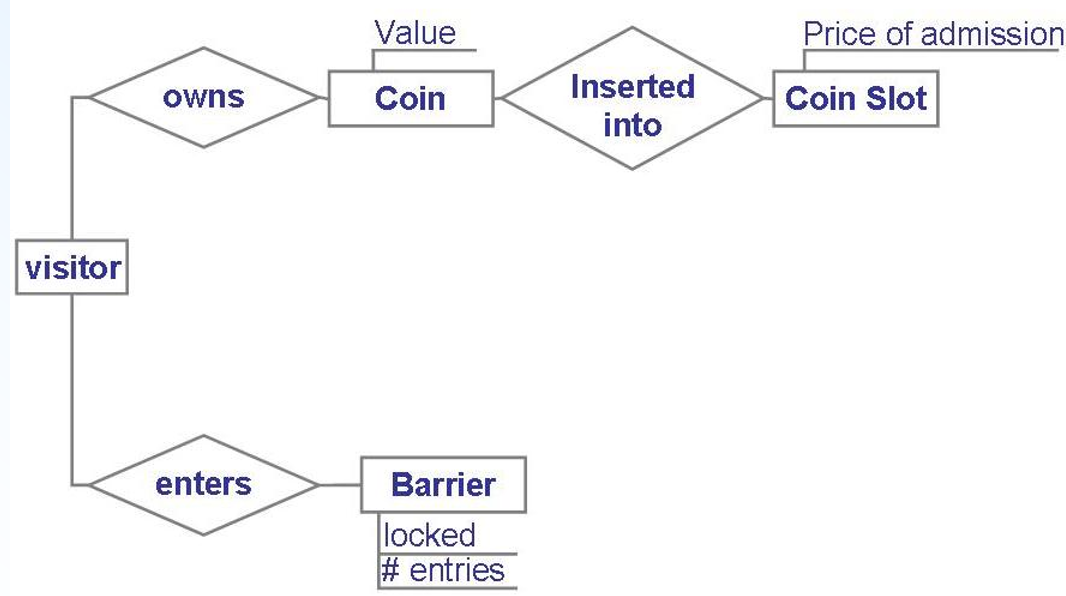 Value
Price of admission
owns
Coin
Inserted
into
Coin Slot
visitor
enters
Barrier
locked
# entries